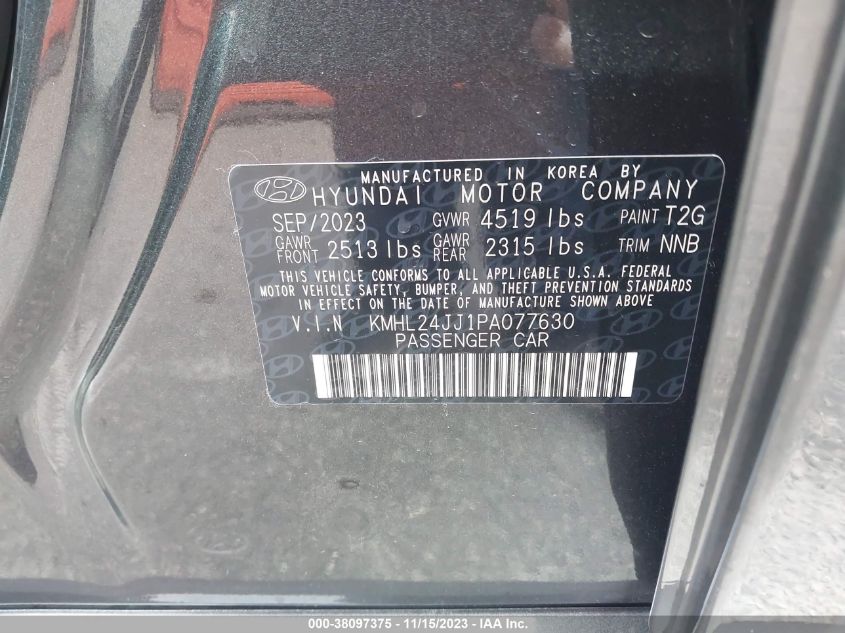 MANUFACTURED IN KOREA BY
HYUNDAI MOTOR COMPANY
SEP/2023 GVWR 4519 lbs PAINT T2G
GAWR FRONT 2513 lbs GAWR REAR 2315 lbs TRIM NNB
THIS VEHICLE CONFORMS TO ALL APPLICABLE U.S.A. FEDERAL
MOTOR VEHICLE SAFETY, BUMPER, AND THEFT PREVENTION STANDARDS
IN EFFECT ON THE DATE OF MANUFACTURE SHOWN ABOVE
V.I.N KMHL24JJ1PA077630
PASSENGER CAR
000-38097375 - 11/15/2023 - IAA Inc.